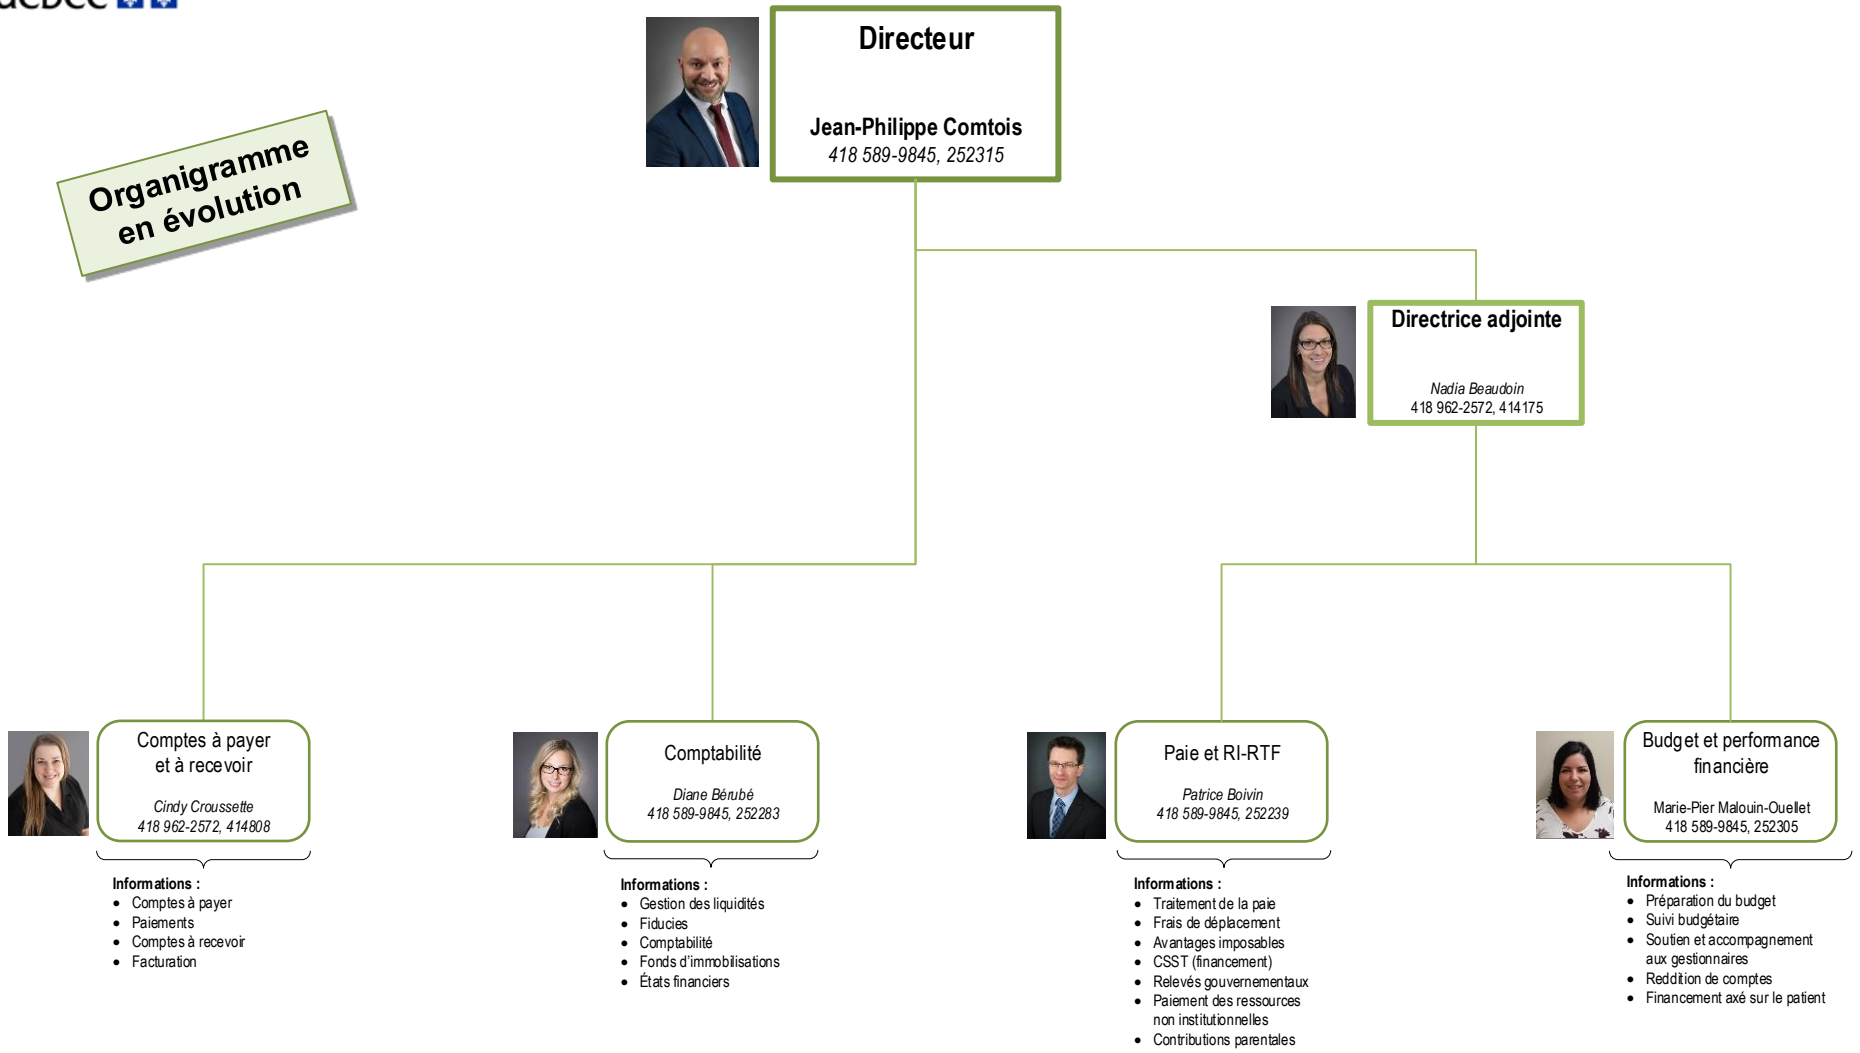 Organigramme
en évolution
Directeur
Jean-Philippe Comtois
418 589-9845, 252315
Directrice adjointe
Nadia Beaudoin
418 962-2572, 414175
Comptes à payer
et à recevoir
Cindy Croussette
418 962-2572, 414808
Informations :
• Comptes à payer
• Paiements
• Comptes à recevoir
• Facturation
Comptabilité
Diane Bérubé
418 589-9845, 252283
Informations :
• Gestion des liquidités
• Fiducies
• Comptabilité
• Fonds d'immobilisations
• États financiers
Paie et RI-RTF
Patrice Boivin
418 589-9845, 252239
Informations :
• Traitement de la paie
• Frais de déplacement
• Avantages imposables
• CSST (financement)
• Relevés gouvernementaux
• Paiement des ressources
non institutionnelles
• Contributions parentales
Budget et performance
financière
Marie-Pier Malouin-Ouellet
418 589-9845, 252305
Informations :
• Préparation du budget
• Suivi budgétaire
• Soutien et accompagnement
aux gestionnaires
• Reddition de comptes
• Financement axé sur le patient